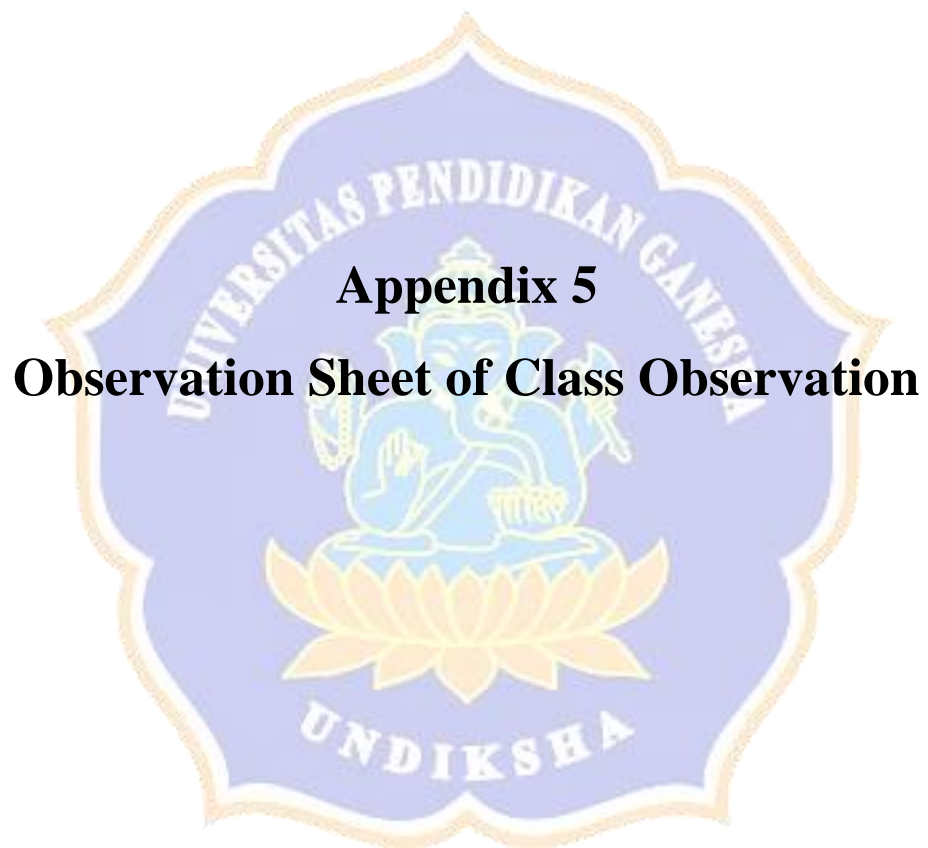 UNIVERSITAS PENDIDIKAN GANESHA
Appendix 5
Observation Sheet of Class Observation
UNDIKSHA